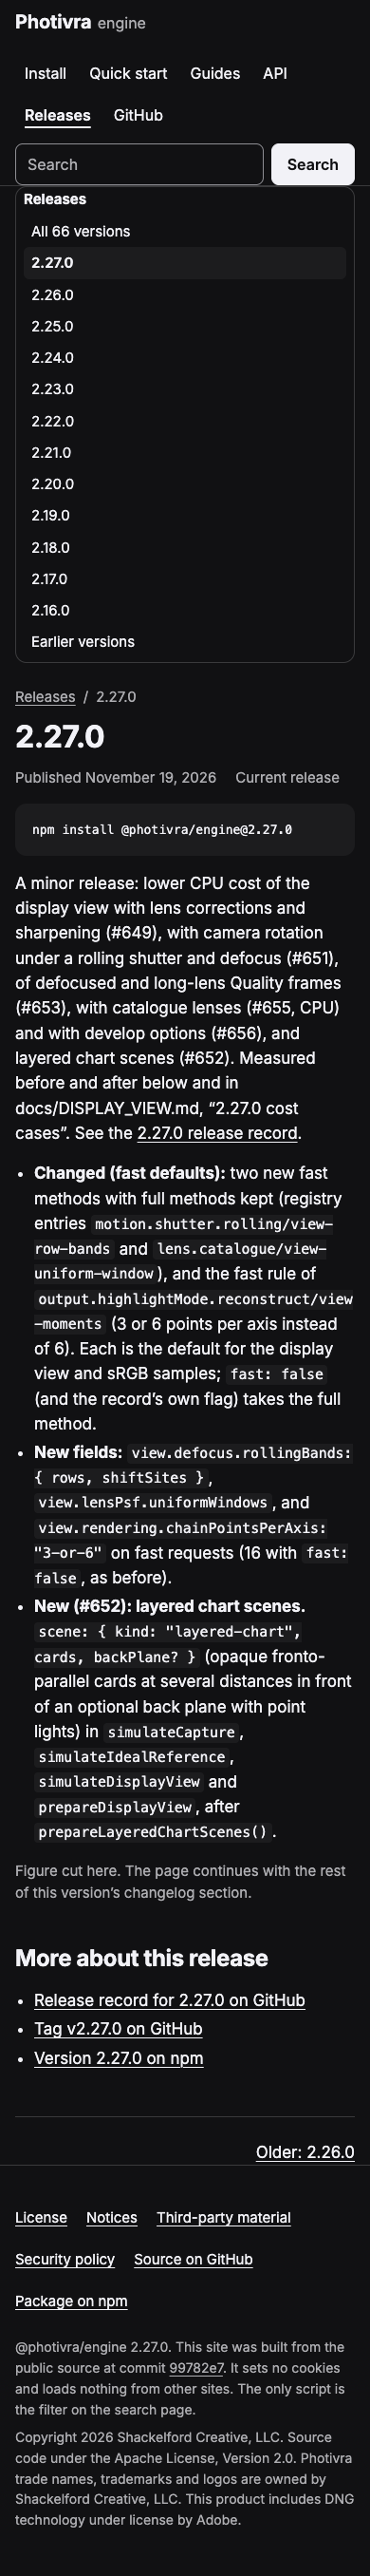 Photivra engine
Install Quick start Guides API
Releases GitHub
Search Search
Releases
All 66 versions
2.27.0
2.26.0
2.25.0
2.24.0
2.23.0
2.22.0
2.21.0
2.20.0
2.19.0
2.18.0
2.17.0
2.16.0
Earlier versions
Releases / 2.27.0
2.27.0
Published November 19, 2026 Current release
npm install @photivra/engine@2.27.0
A minor release: lower CPU cost of the
display view with lens corrections and
sharpening (#649), with camera rotation
under a rolling shutter and defocus (#651),
of defocused and long-lens Quality frames
(#653), with catalogue lenses (#655, CPU)
and with develop options (#656), and
layered chart scenes (#652). Measured
before and after below and in
docs/DISPLAY_VIEW.md, “2.27.0 cost
cases”. See the 2.27.0 release record.
• Changed (fast defaults): two new fast
methods with full methods kept (registry
entries motion.shutter.rolling/view-
row-bands and lens.catalogue/view-
uniform-window), and the fast rule of
output.highlightMode.reconstruct/view
-moments (3 or 6 points per axis instead
of 6). Each is the default for the display
view and sRGB samples; fast: false
(and the record’s own flag) takes the full
method.
• New fields: view.defocus.rollingBands:
{ rows, shiftSites },
view.lensPsf.uniformWindows, and
view.rendering.chainPointsPerAxis:
"3-or-6" on fast requests (16 with fast:
false, as before).
• New (#652): layered chart scenes.
scene: { kind: "layered-chart",
cards, backPlane? } (opaque fronto-
parallel cards at several distances in front
of an optional back plane with point
lights) in simulateCapture,
simulateIdealReference,
simulateDisplayView and
prepareDisplayView, after
prepareLayeredChartScenes().
Figure cut here. The page continues with the rest
of this version’s changelog section.
More about this release
• Release record for 2.27.0 on GitHub
• Tag v2.27.0 on GitHub
• Version 2.27.0 on npm
Older: 2.26.0
License Notices Third-party material
Security policy Source on GitHub
Package on npm
@photivra/engine 2.27.0. This site was built from the
public source at commit 99782e7. It sets no cookies
and loads nothing from other sites. The only script is
the filter on the search page.
Copyright 2026 Shackelford Creative, LLC. Source
code under the Apache License, Version 2.0. Photivra
trade names, trademarks and logos are owned by
Shackelford Creative, LLC. This product includes DNG
technology under license by Adobe.